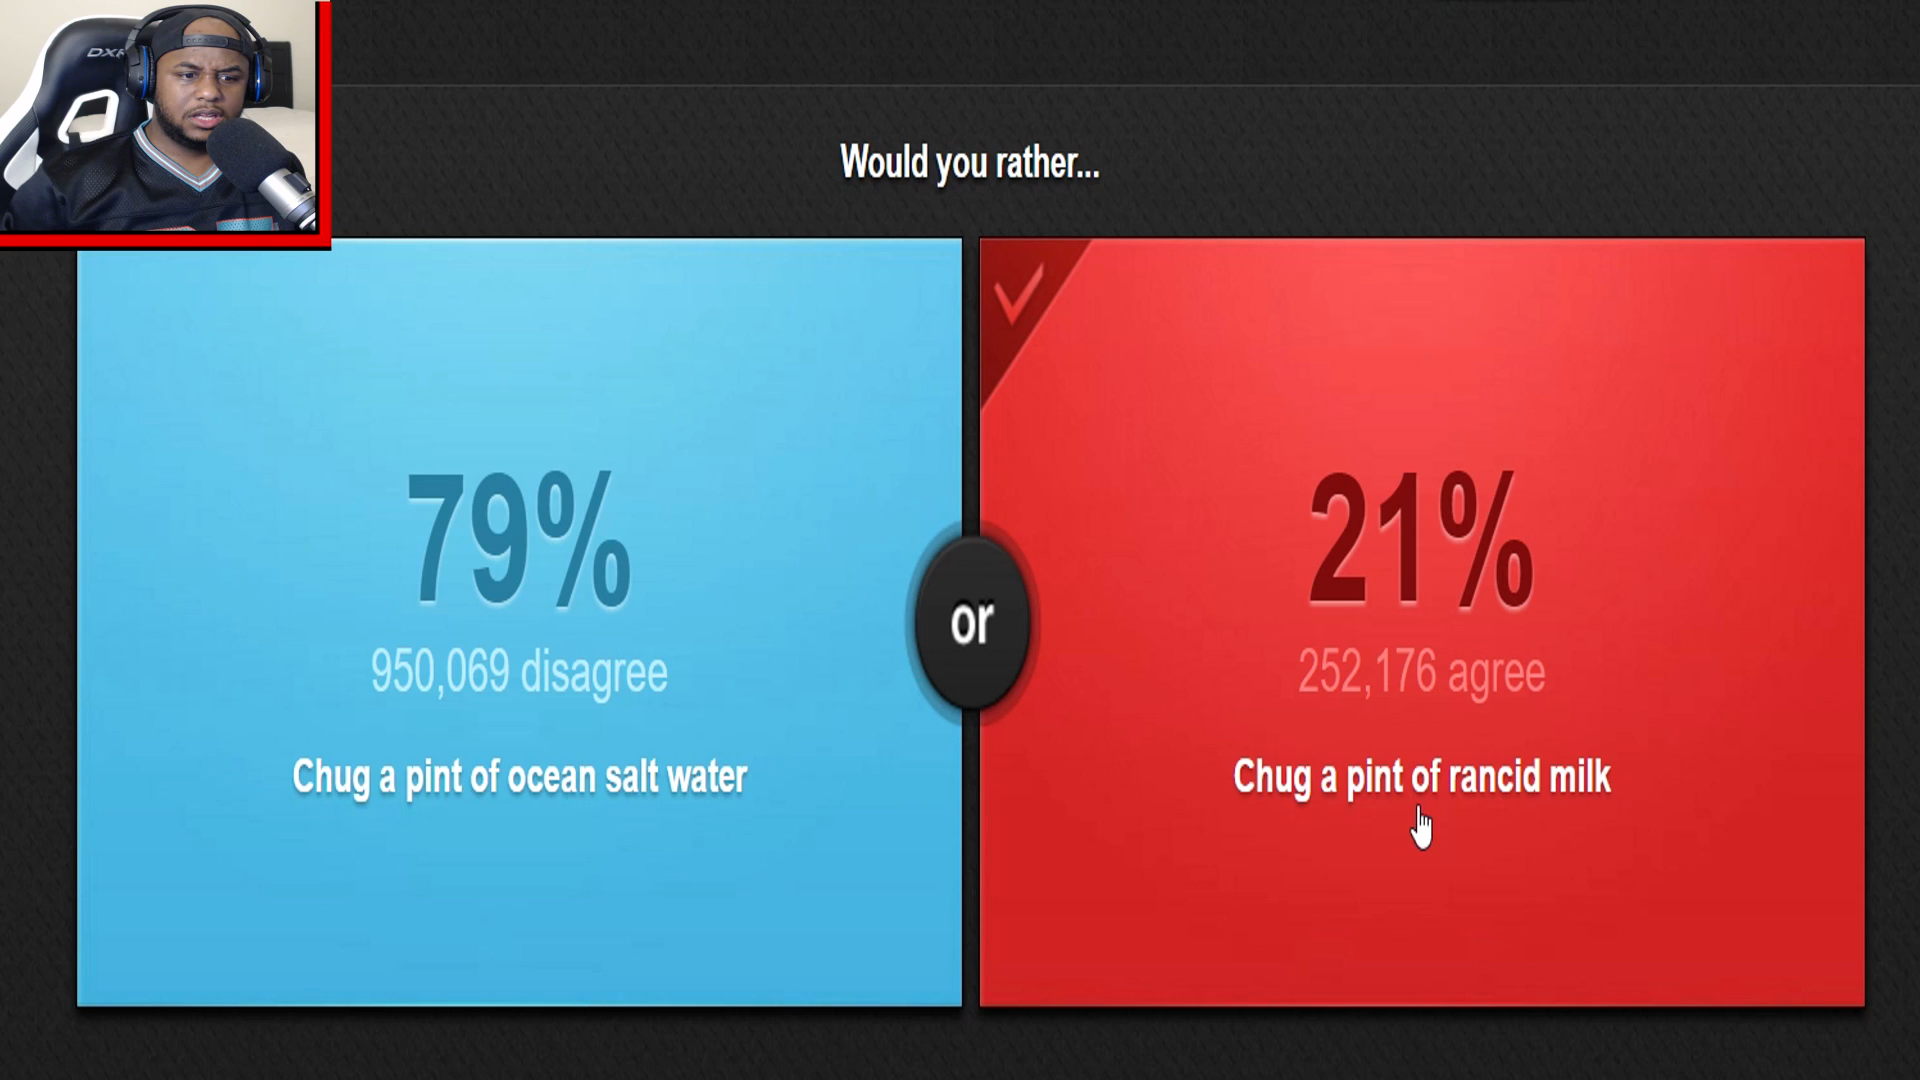 Would you rather...
79%
950,069 disagree
Chug a pint of ocean salt water
or
21%
252,176 agree
Chug a pint of rancid milk